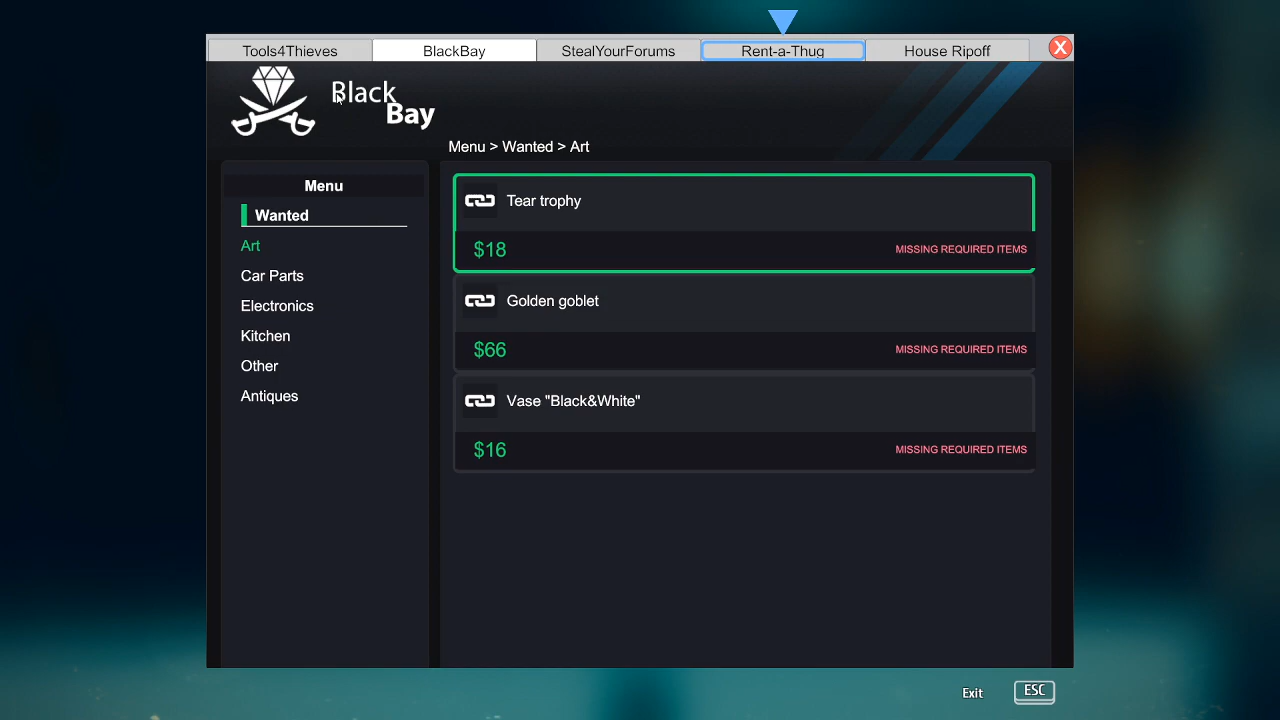 Tools4Thieves BlackBay StealYourForums Rent-a-Thug House Ripoff X
Black
Bay
Menu > Wanted > Art
Menu
Wanted
Art
Car Parts
Electronics
Kitchen
Other
Antiques
Tear trophy
$18 MISSING REQUIRED ITEMS
Golden goblet
$66 MISSING REQUIRED ITEMS
Vase "Black&White"
$16 MISSING REQUIRED ITEMS
Exit ESC